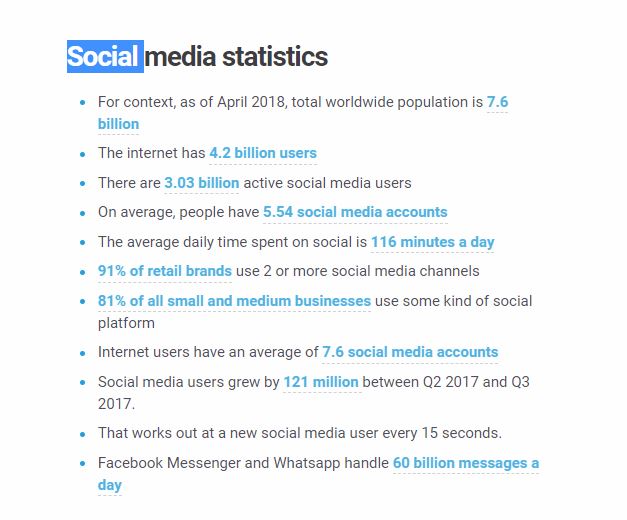 Social media statistics
For context, as of April 2018, total worldwide population is 7.6
billion
The internet has 4.2 billion users
There are 3.03 billion active social media users
On average, people have 5.54 social media accounts
The average daily time spent on social is 116 minutes a day
91% of retail brands use 2 or more social media channels
81% of all small and medium businesses use some kind of social
platform
Internet users have an average of 7.6 social media accounts
Social media users grew by 121 million between Q2 2017 and Q3
2017.
That works out at a new social media user every 15 seconds.
Facebook Messenger and Whatsapp handle 60 billion messages a
day